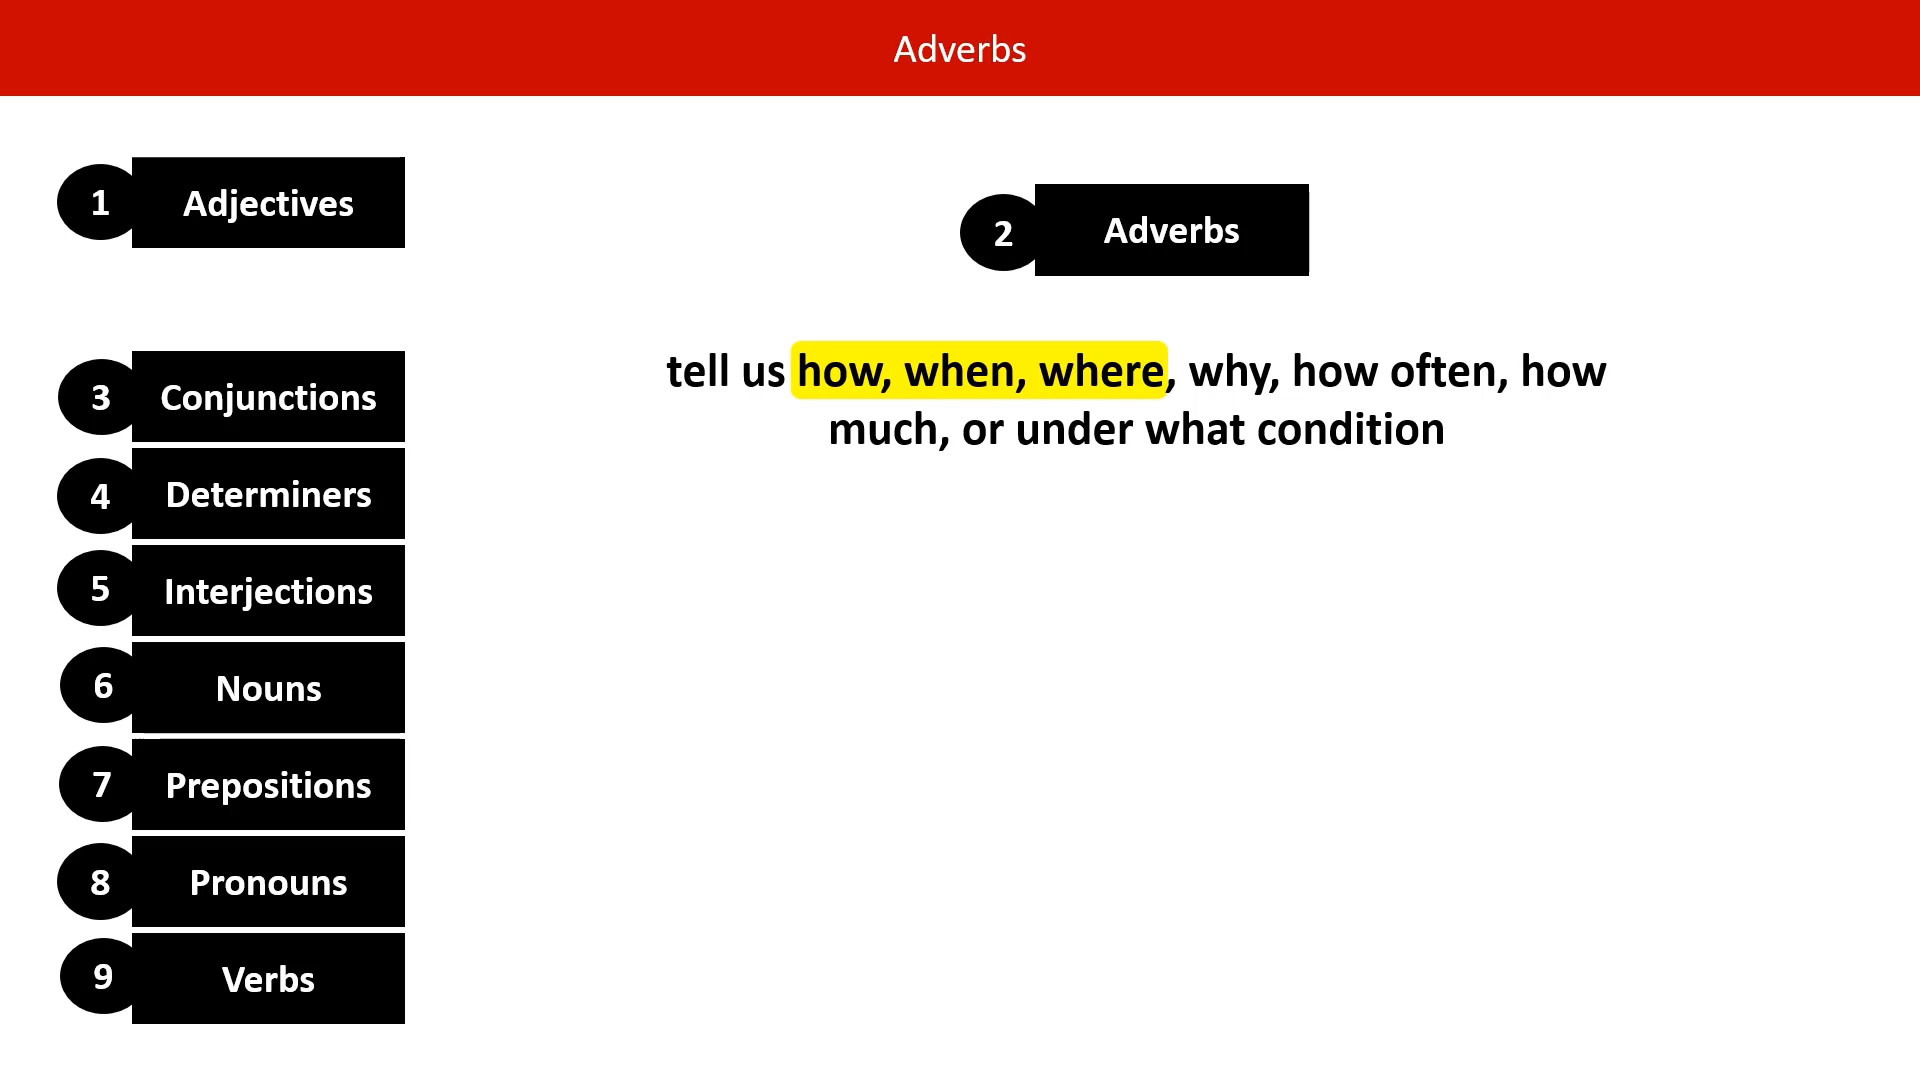 Adverbs
1 Adjectives
3 Conjunctions
4 Determiners
5 Interjections
6 Nouns
7 Prepositions
8 Pronouns
9 Verbs
2 Adverbs
tell us how, when, where, why, how often, how
much, or under what condition